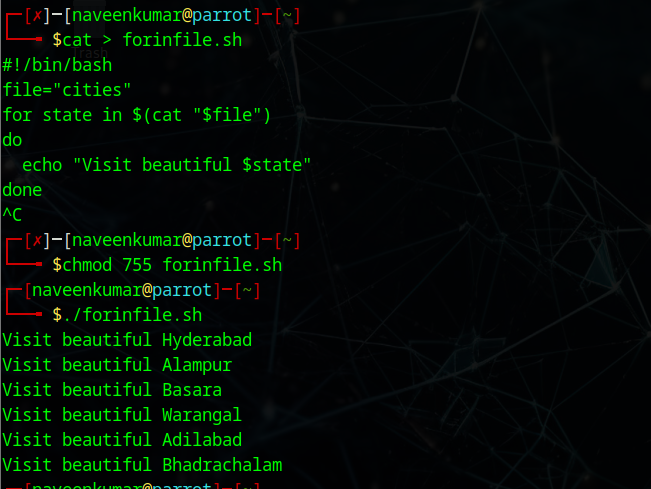 ┌─[✗]─[naveenkumar@parrot]─[~]
└──╼ $cat > forinfile.sh
Trash
#!/bin/bash
file="cities"
for state in $(cat "$file")
do
  echo "Visit beautiful $state"
done
^C
┌─[✗]─[naveenkumar@parrot]─[~]
└──╼ $chmod 755 forinfile.sh
┌─[naveenkumar@parrot]─[~]
└──╼ $./forinfile.sh
Visit beautiful Hyderabad
Visit beautiful Alampur
Visit beautiful Basara
Visit beautiful Warangal
Visit beautiful Adilabad
Visit beautiful Bhadrachalam
┌─[naveenkumar@parrot]─[~]